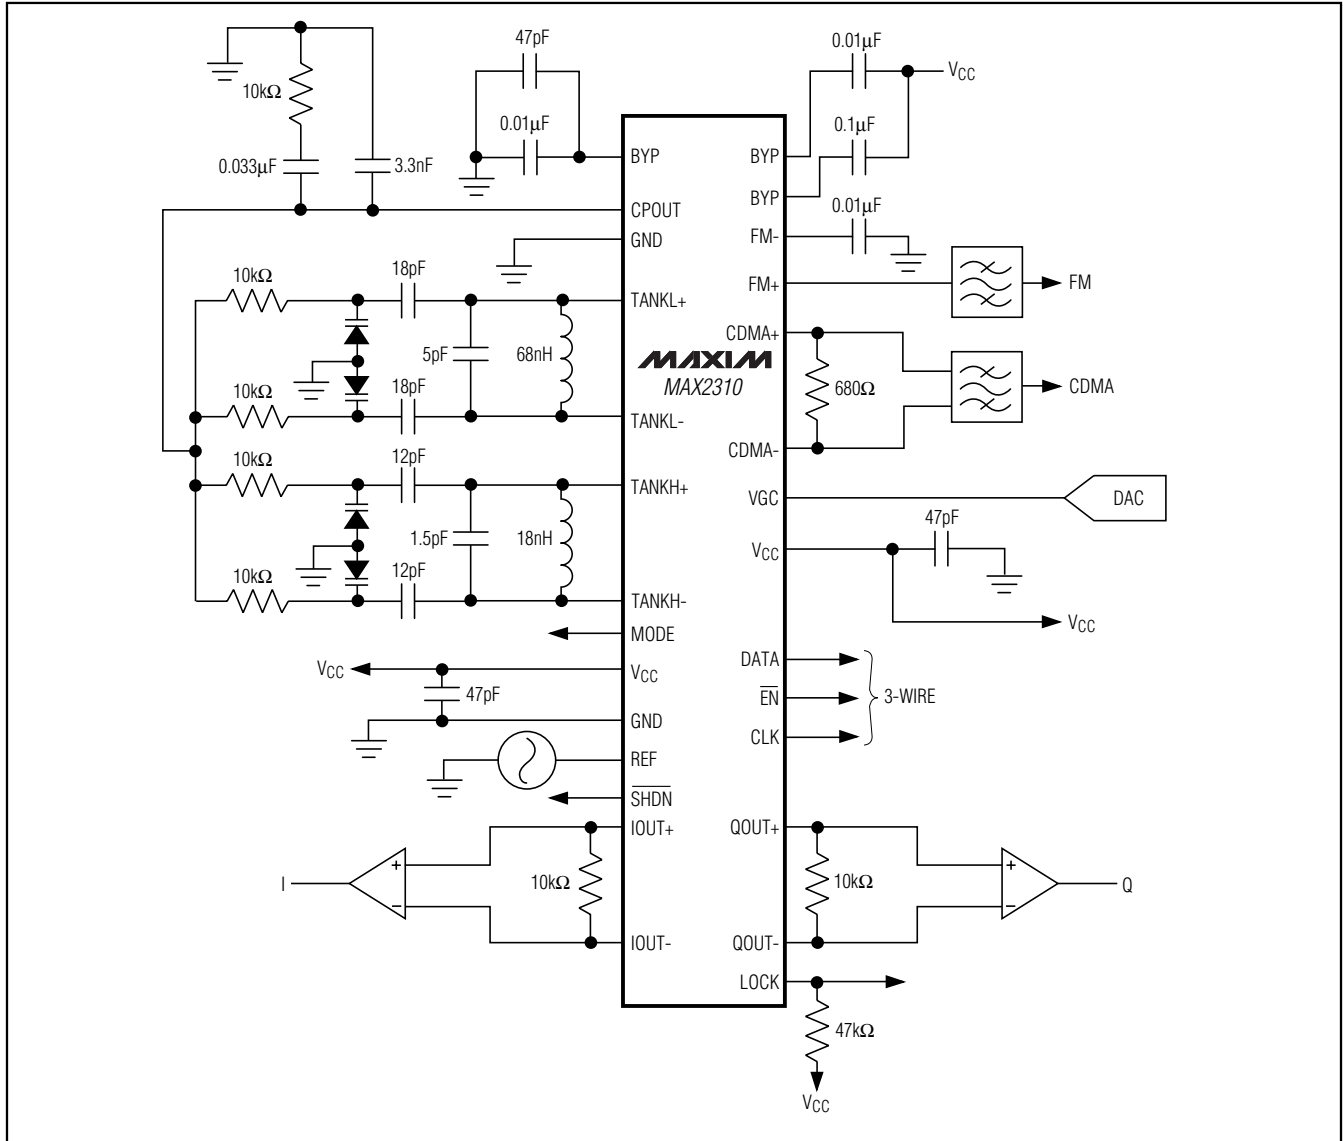 47pF
0.01µF
VCC
10kΩ
0.01µF
0.1µF
0.033µF
3.3nF
BYP
BYP
BYP
CPOUT
0.01µF
GND
FM-
10kΩ
18pF
FM+
FM
TANKL+
CDMA+
5pF
68nH
MAXIM
MAX2310
680Ω
CDMA
10kΩ
18pF
TANKL-
CDMA-
10kΩ
12pF
TANKH+
VGC
DAC
47pF
1.5pF
18nH
VCC
10kΩ
12pF
TANKH-
MODE
VCC
VCC
VCC
DATA
47pF
EN
3-WIRE
GND
CLK
REF
SHDN
IOUT+
QOUT+
+
+
I
10kΩ
10kΩ
Q
−
−
IOUT-
QOUT-
LOCK
47kΩ
VCC